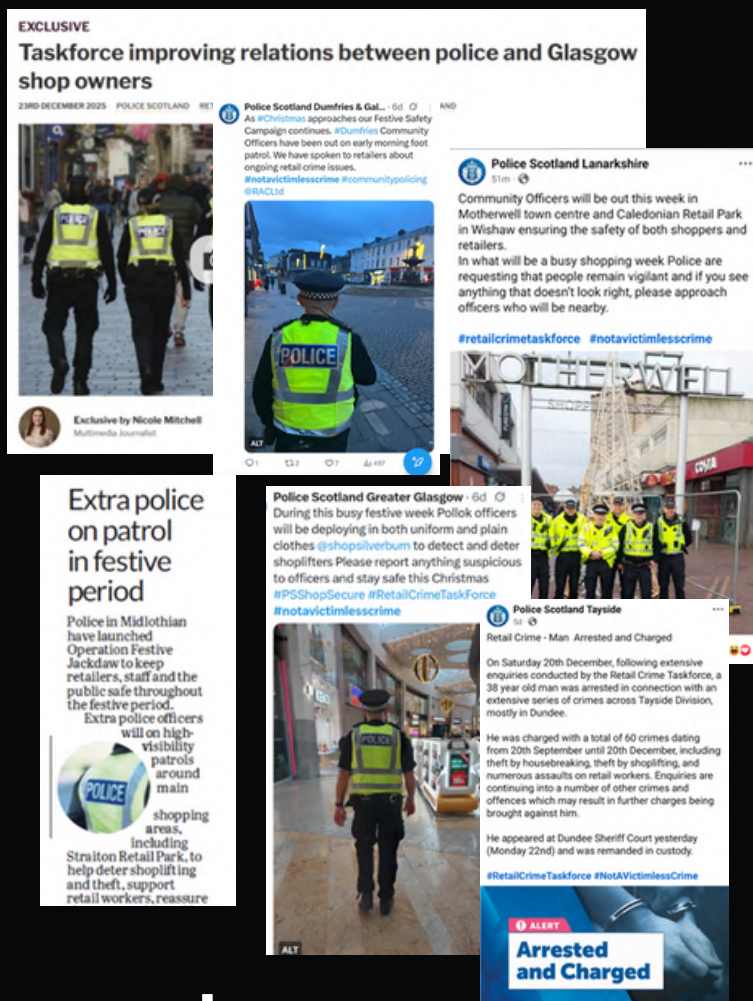 EXCLUSIVE
Taskforce improving relations between police and Glasgow
shop owners
23RD DECEMBER 2025 POLICE SCOTLAND
POLICE
POLICE
Exclusive by Nicole Mitchell
Multimedia Journalist
Police Scotland Dumfries & Gal... · 6d
As #Christmas approaches our Festive Safety
Campaign continues. #Dumfries Community
Officers have been out on early morning foot
patrol. We have spoken to retailers about
ongoing retail crime issues.
#notavictimlesscrime #communitypolicing
@RACLtd
POLICE
ALT
1 2 7 497
Police Scotland Lanarkshire
51m ·
Community Officers will be out this week in
Motherwell town centre and Caledonian Retail Park
in Wishaw ensuring the safety of both shoppers and
retailers.
In what will be a busy shopping week Police are
requesting that people remain vigilant and if you see
anything that doesn't look right, please approach
officers who will be nearby.
#retailcrimetaskforce #notavictimlesscrime
MOTHERWELL
COSTA
Extra police
on patrol
in festive
period
Police in Midlothian
have launched
Operation Festive
Jackdaw to keep
retailers, staff and the
public safe throughout
the festive period.
Extra police officers
will on high-
visibility
patrols
around
main
shopping
areas,
including
Straiton Retail Park, to
help deter shoplifting
and theft, support
retail workers, reassure
POLICE
Police Scotland Greater Glasgow · 6d
During this busy festive week Pollok officers
will be deploying in both uniform and plain
clothes @shopsilverburn to detect and deter
shoplifters Please report anything suspicious
to officers and stay safe this Christmas
#PSShopSecure #RetailCrimeTaskForce
#notavictimlesscrime
POLICE
ALT
Police Scotland Tayside
5d ·
Retail Crime - Man Arrested and Charged
On Saturday 20th December, following extensive
enquiries conducted by the Retail Crime Taskforce, a
38 year old man was arrested in connection with an
extensive series of crimes across Tayside Division,
mostly in Dundee.
He was charged with a total of 60 crimes dating
from 20th September until 20th December, including
theft by housebreaking, theft by shoplifting, and
numerous assaults on retail workers. Enquiries are
continuing into a number of other crimes and
offences which may result in further charges being
brought against him.
He appeared at Dundee Sheriff Court yesterday
(Monday 22nd) and was remanded in custody.
#RetailCrimeTaskforce #NotAVictimlessCrime
ALERT
Arrested
and Charged